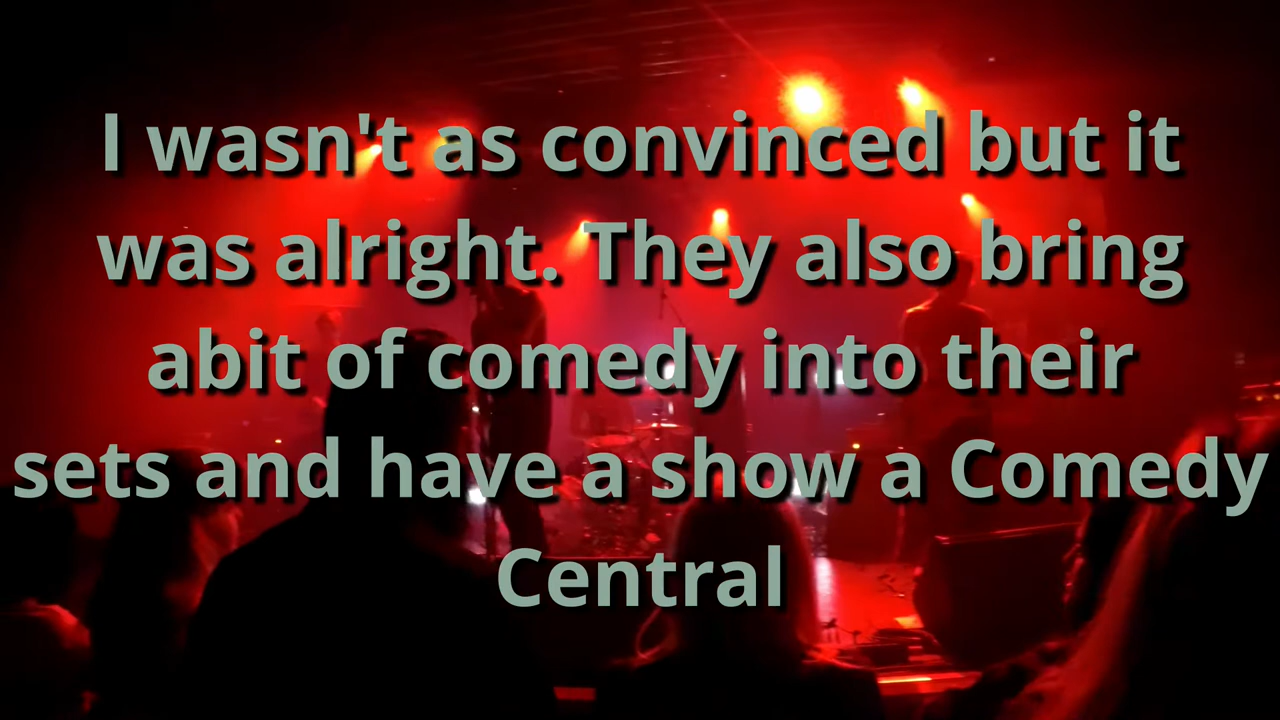 I wasn't as convinced but it
was alright. They also bring
abit of comedy into their
sets and have a show a Comedy
Central